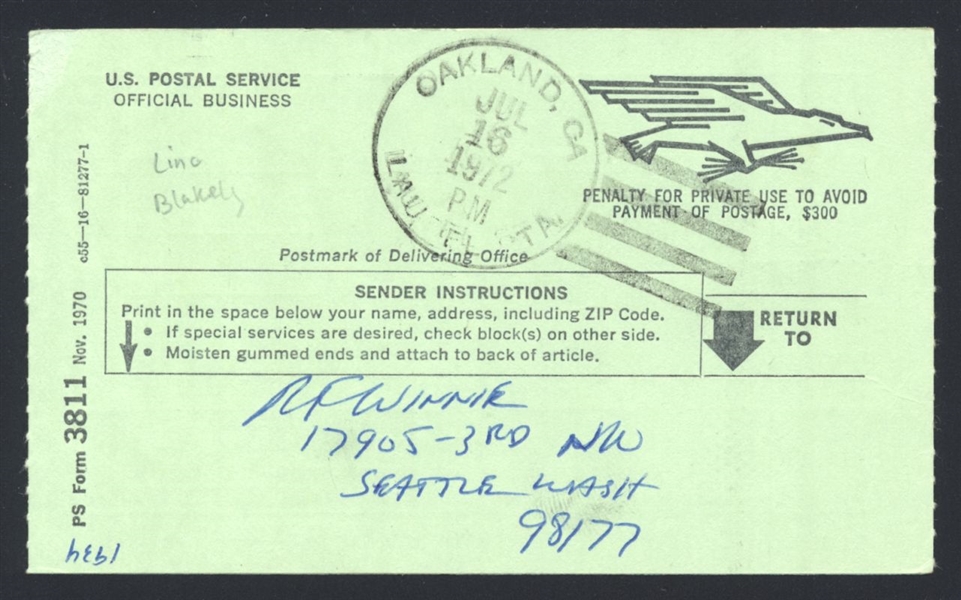 U.S. POSTAL SERVICE
OFFICIAL BUSINESS
Blakely
OAKLAND, CA
JUL
16
1972
PM
STA.
PENALTY FOR PRIVATE USE TO AVOID
PAYMENT OF POSTAGE, $300
Postmark of Delivering Office
SENDER INSTRUCTIONS
Print in the space below your name, address, including ZIP Code.
• If special services are desired, check block(s) on other side.
• Moisten gummed ends and attach to back of article.
RETURN
TO
RF WINNIE
17905-3RD NW
SEATTLE WASH
98177
PS Form 3811 Nov. 1970 c55—16—81277-1
1934